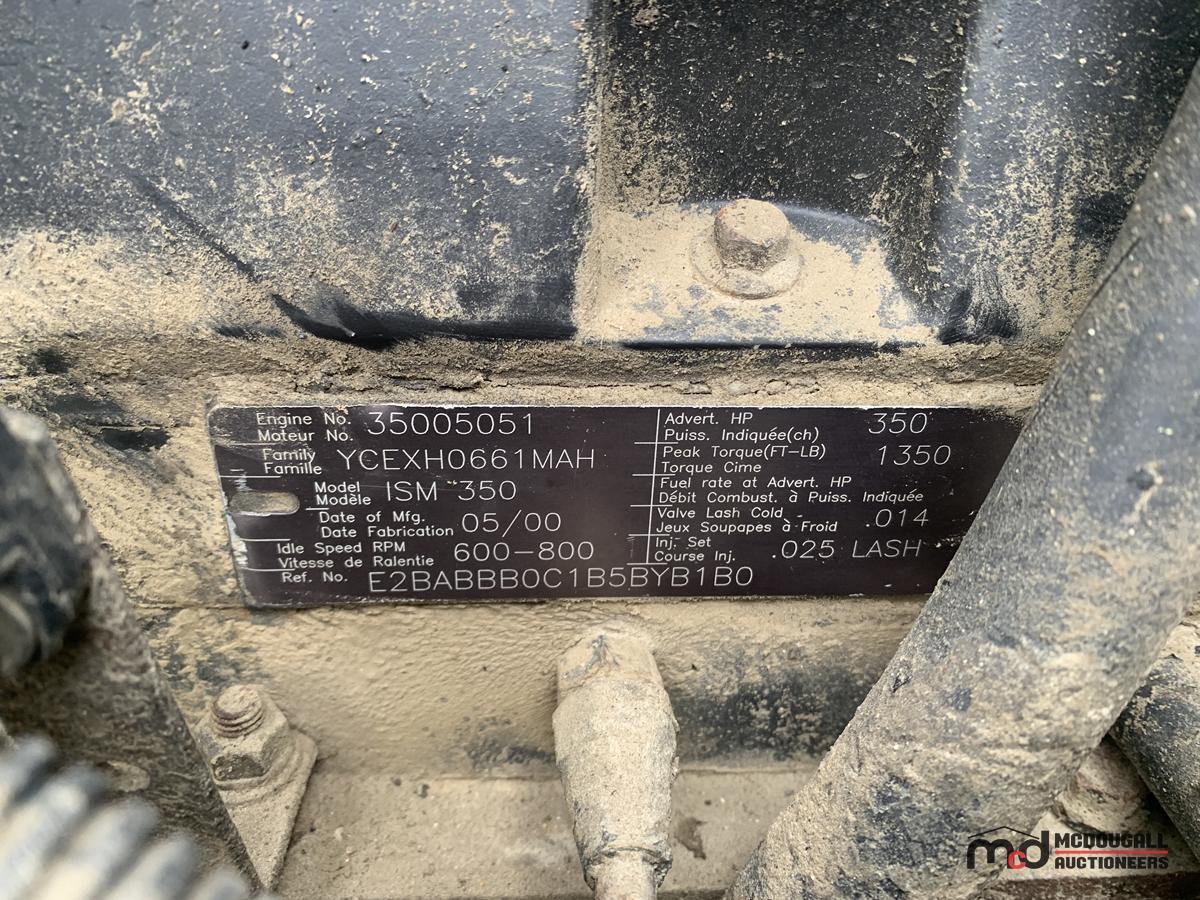 Engine No. 35005051
Moteur No.
Family YCEXH0661MAH
Famille
Model ISM 350
Modèle
Date of Mfg. 05/00
Date Fabrication
Idle Speed RPM 600-800
Vitesse de Ralentie
Ref. No. E2BABBB0C1B5BYB1B0
Advert. HP 350
Puiss. Indiquée(ch)
Peak Torque(FT-LB) 1350
Torque Cime
Fuel rate at Advert. HP
Débit Combust. à Puiss. Indiquée
Valve Lash Cold .014
Jeux Soupapes à Froid
Inj. Set .025 LASH
Course Inj.
mcd MCDOUGALL
AUCTIONEERS